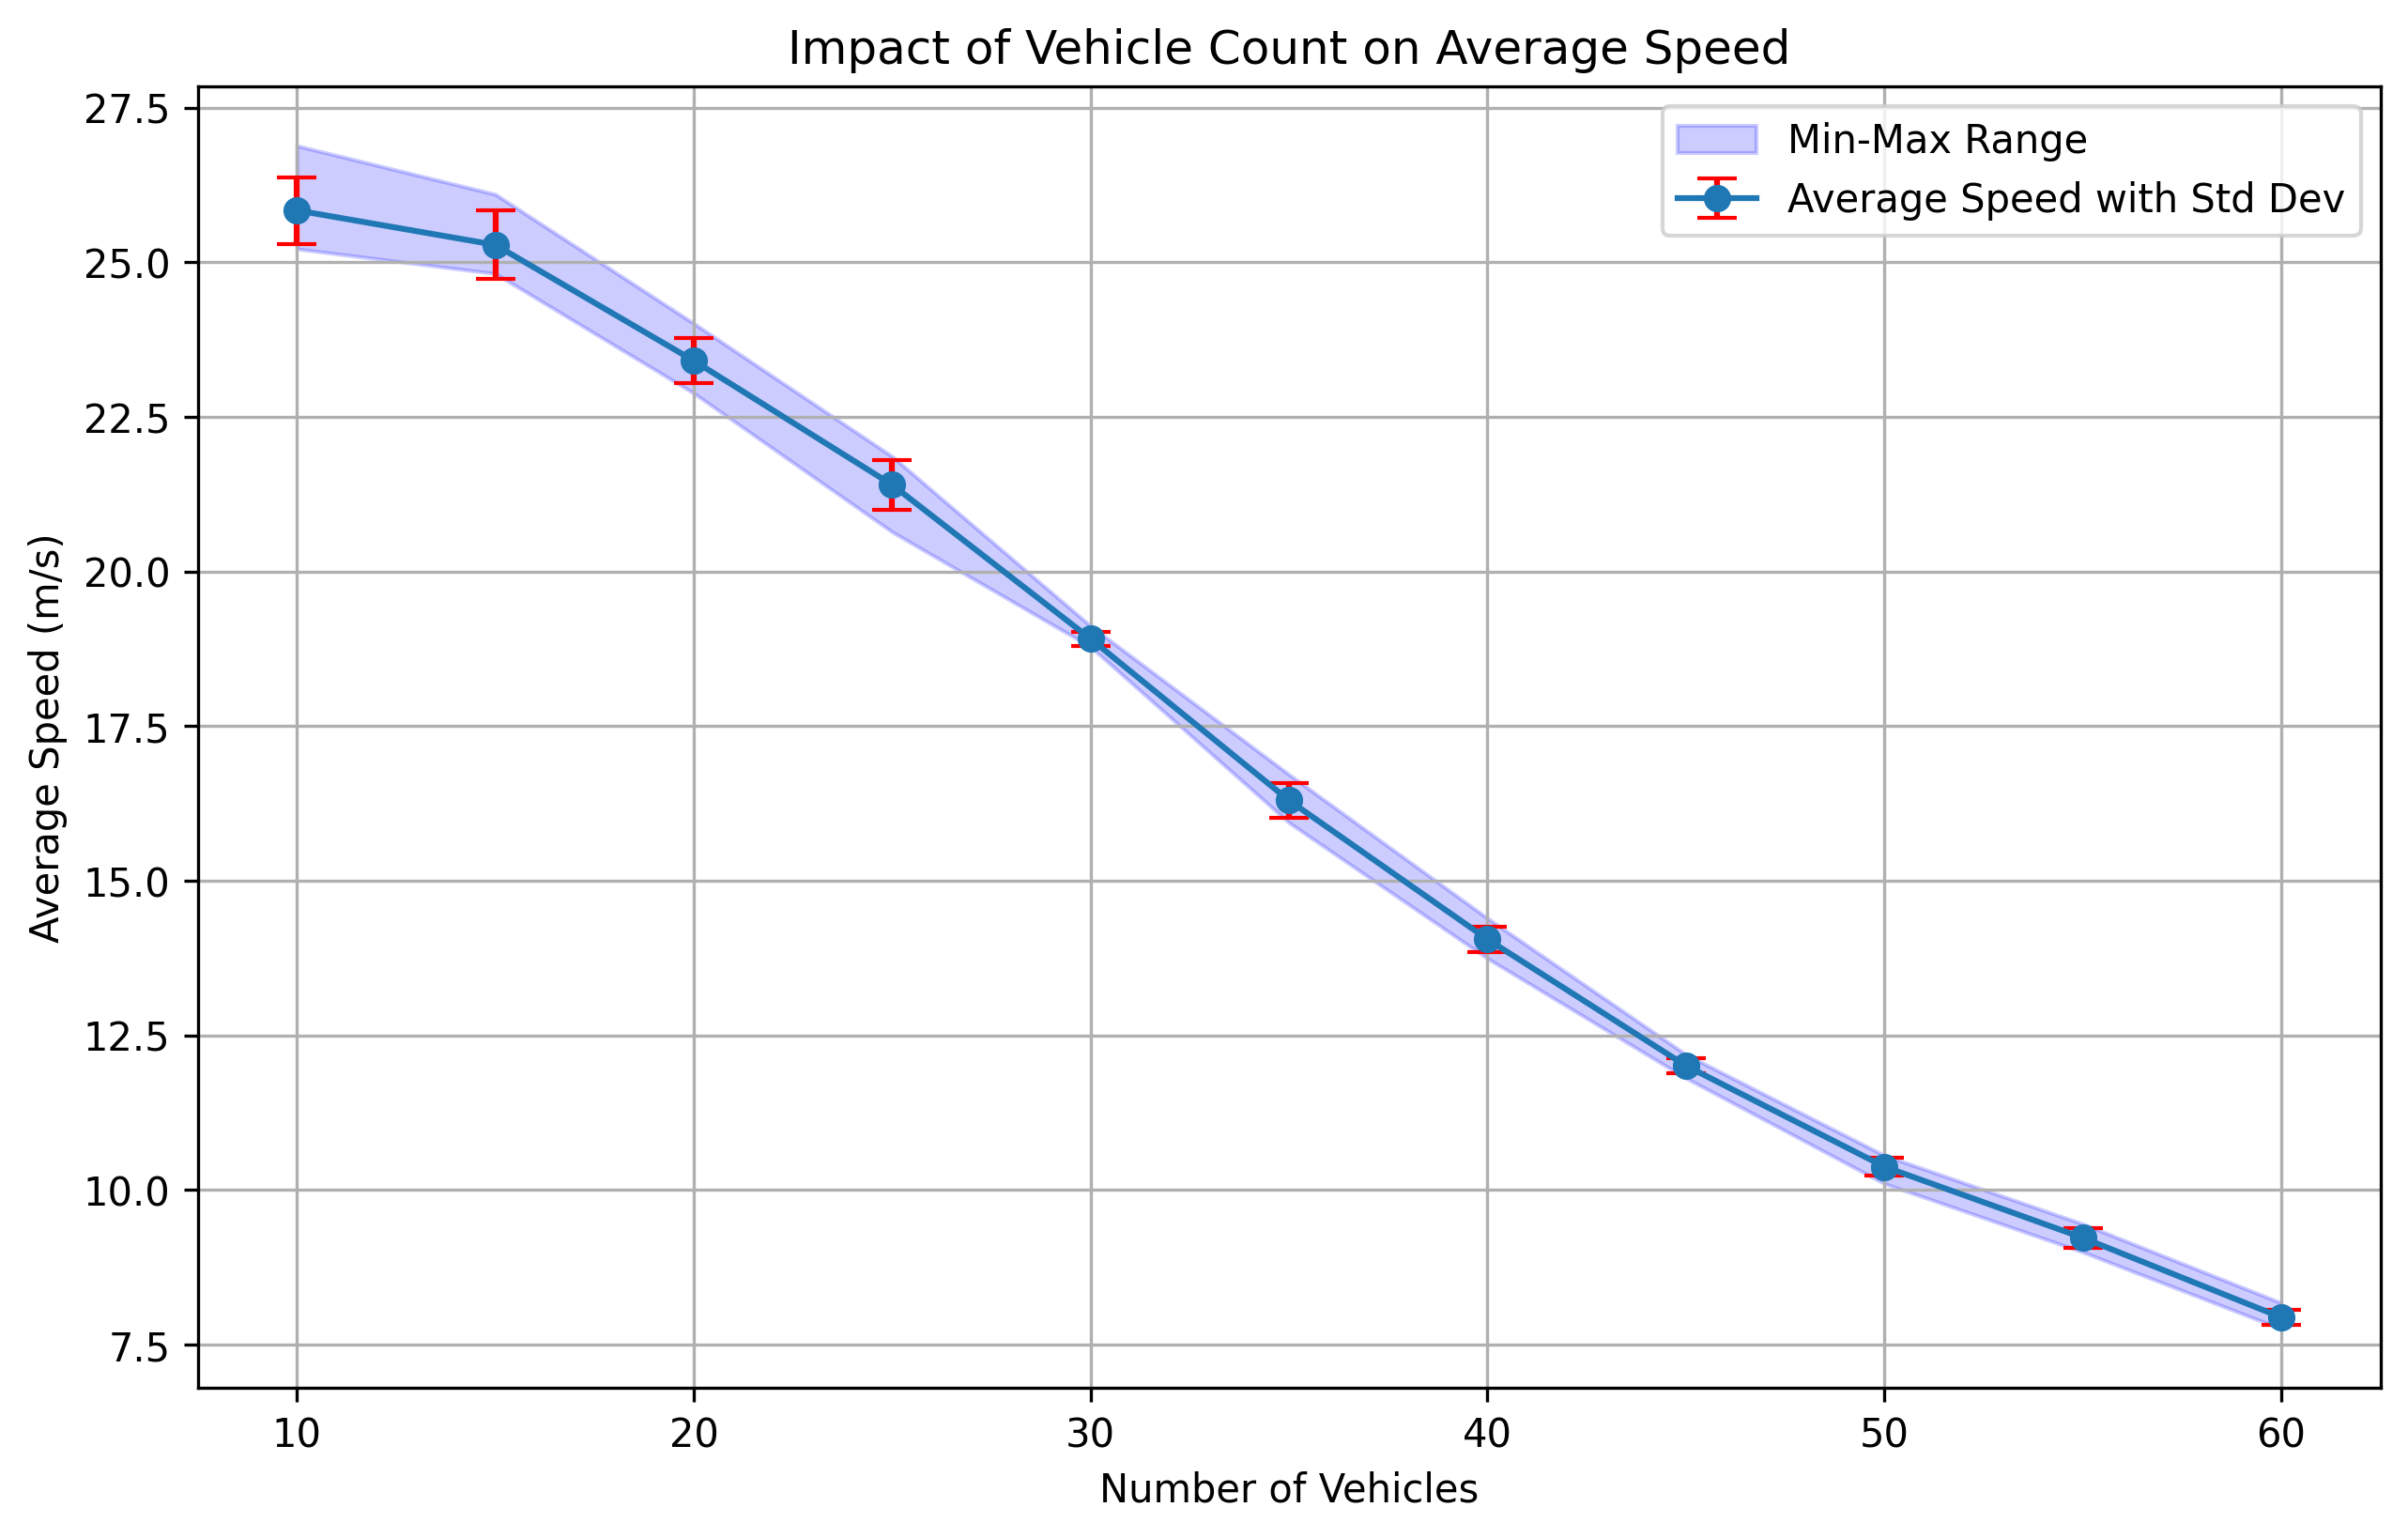 Impact of Vehicle Count on Average Speed
Min-Max Range
Average Speed with Std Dev
Average Speed (m/s)
27.5
25.0
22.5
20.0
17.5
15.0
12.5
10.0
7.5
10 20 30 40 50 60
Number of Vehicles